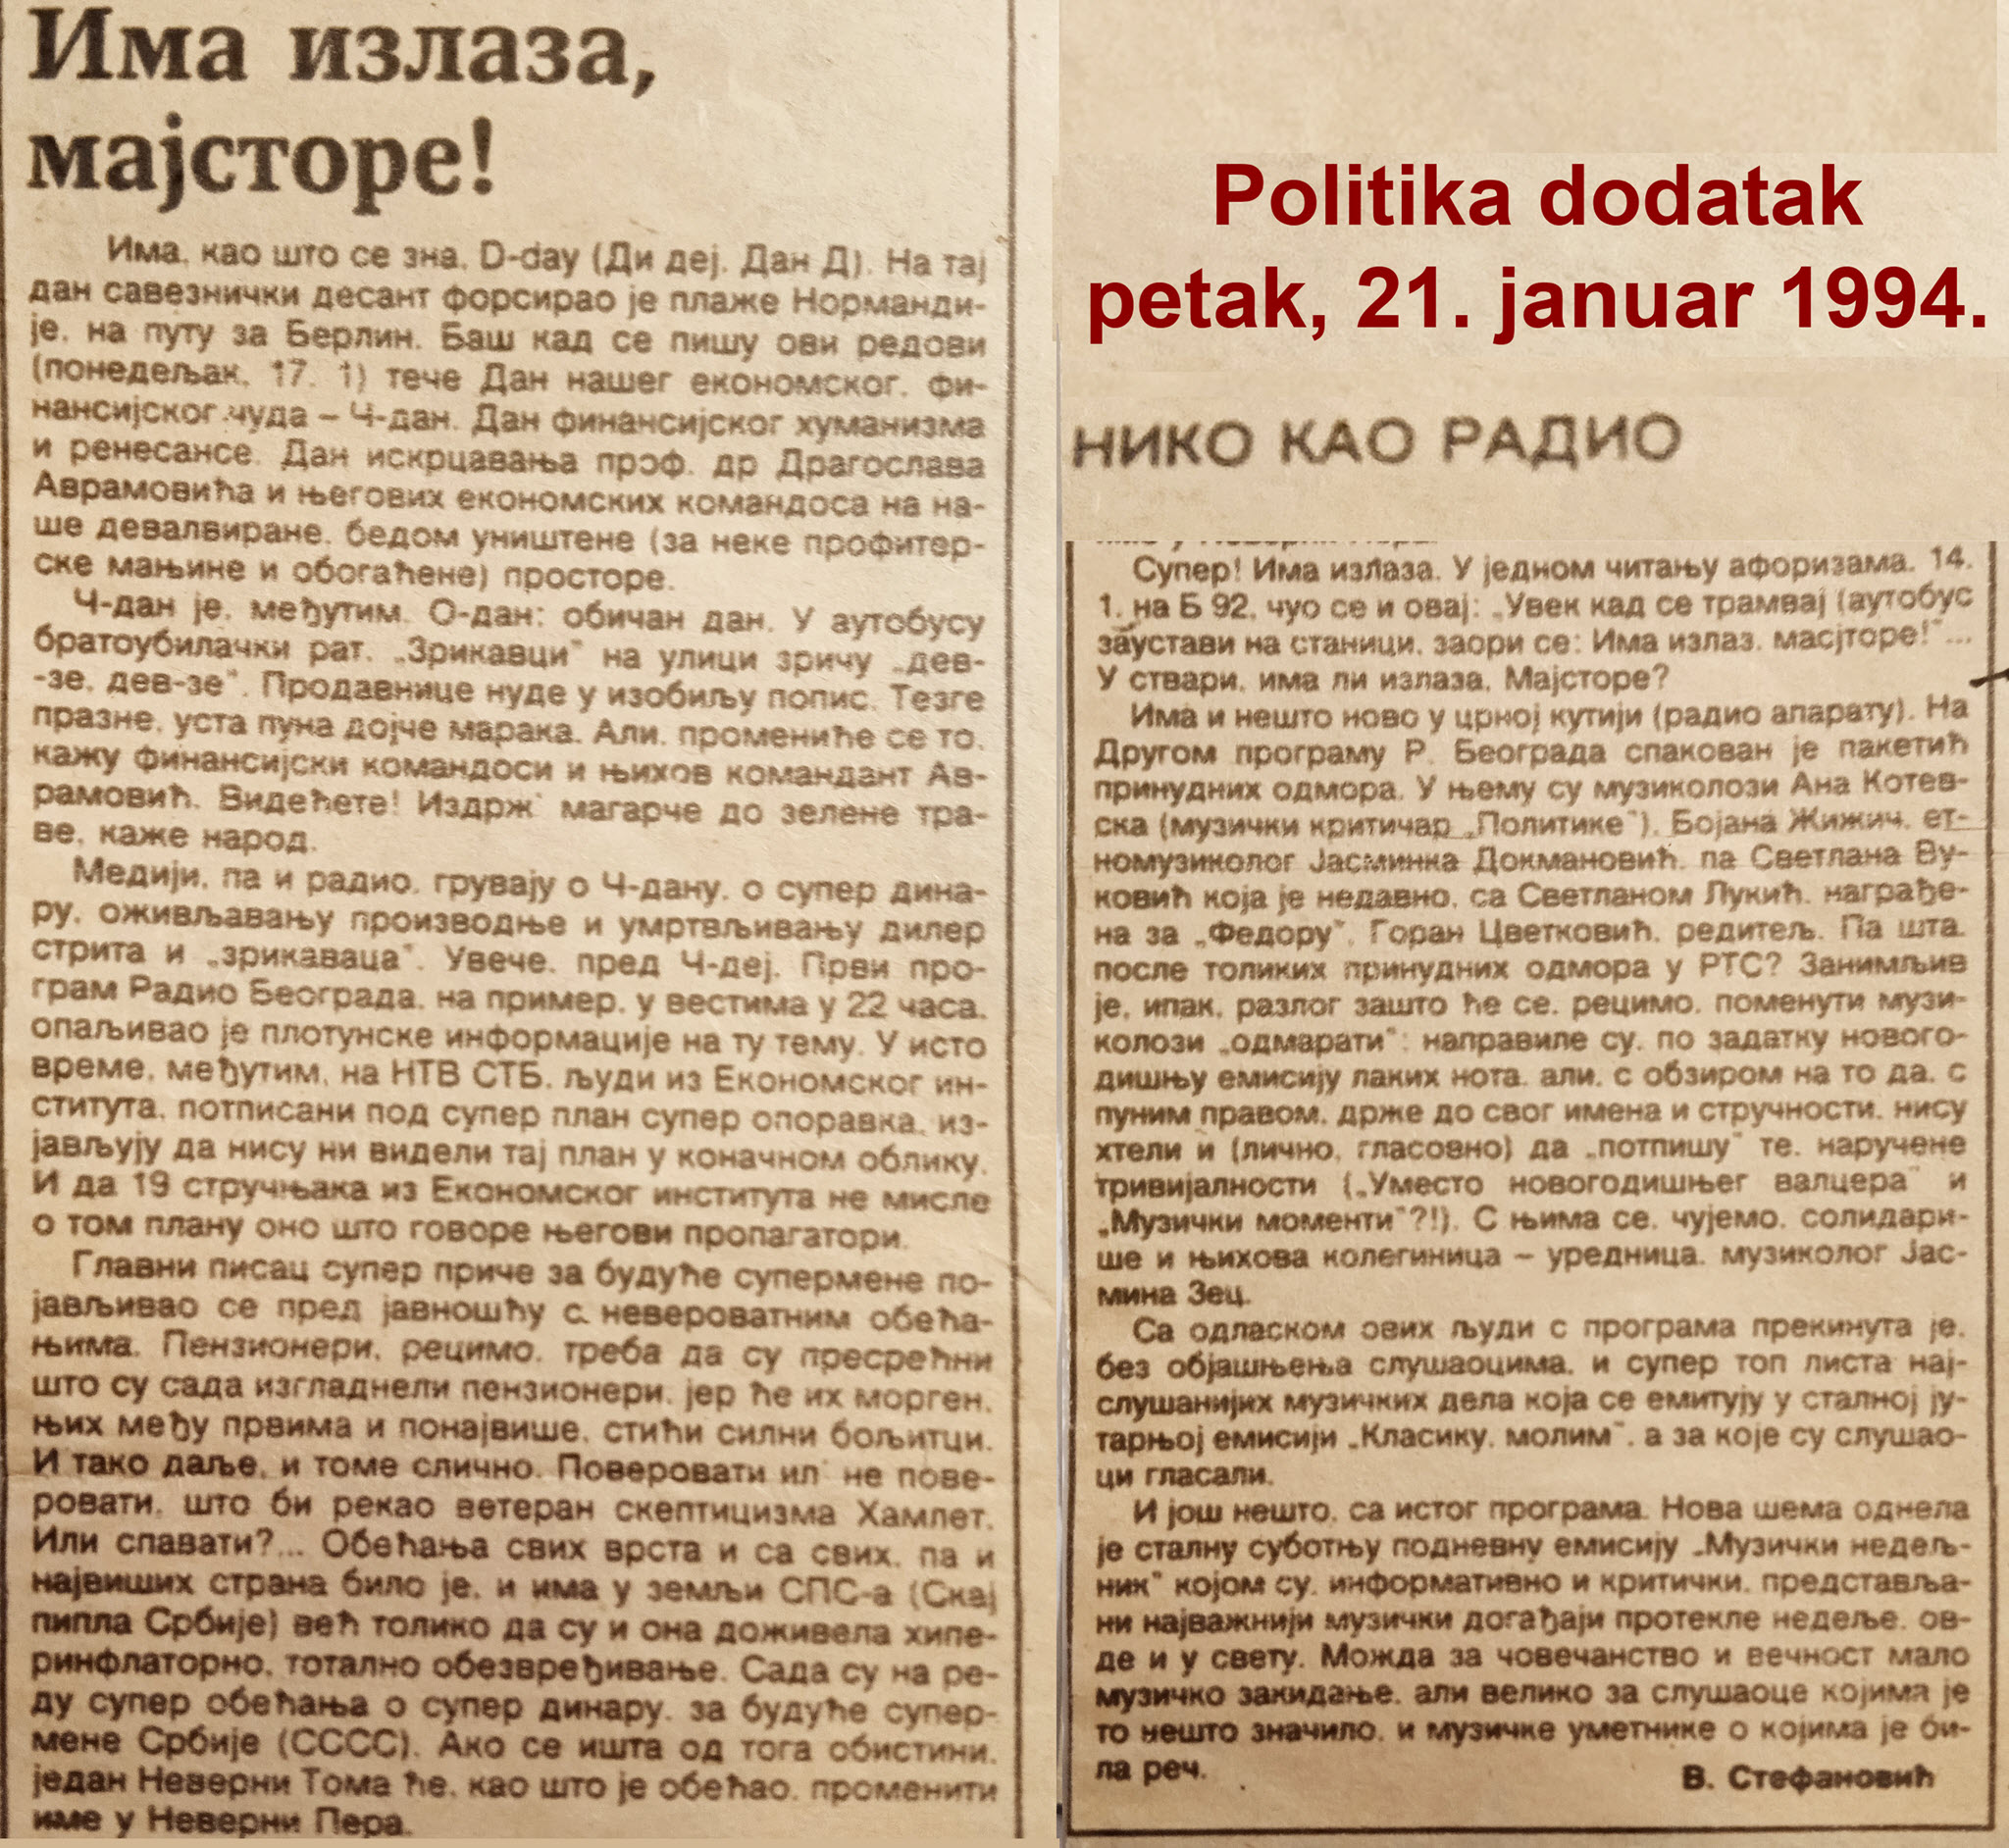 Има излаза,
мајсторе!
Има, као што се зна, D-day (Ди деј, Дан Д). На тај
дан савезнички десант форсирао је плаже Нормандиј-
је, на путу за Берлин. Баш кад се пишу ови редови
(понедељак, 17. 1) тече Дан нашег економског, фи-
нансијског чуда – Ч-дан. Дан финансијског хуманизма
и ренесансе. Дан искрцавања проф. др Драгослава
Аврамовића и његових економских командоса на на-
ше девалвиране, бедом уништене (за неке профитер-
ске мањине и обогаћене) просторе.
Ч-дан је, међутим, О-дан: обичан дан. У аутобусу
братоубилачки рат. „Зрикавци“ на улици зричу „дев-
-зе, дев-зе“. Продавнице нуде у изобиљу попис. Тезге
празне, уста пуна дојче марака. Али, промениће се то,
кажу финансијски командоси и њихов командант Ав-
рамовић. Видећете! Издрж' магарче до зелене тра-
ве, каже народ.
Медији, па и радио, грувају о Ч-дану, о супер дина-
ру, оживљавању производње и умртвљивању дилер
стрита и „зрикаваца“. Увече, пред Ч-деј, Први про-
грам Радио Београда, на пример, у вестима у 22 часа,
опаљивао је плотунске информације на ту тему. У исто
време, међутим, на НТВ СТБ, људи из Економског ин-
ститута, потписани под супер план супер опоравка, из-
јављују да нису ни видели тај план у коначном облику.
И да 19 стручњака из Економског института не мисле
о том плану оно што говоре његови пропагатори.
Главни писац супер приче за будуће супермене по-
јављивао се пред јавношћу с невероватним обећа-
њима. Пензионери, рецимо, треба да су пресрећни
што су сада изгладнели пензионери, јер ће их морген,
њих међу првима и понајвише, стићи силни бољитци.
И тако даље, и томе слично. Поверовати ил' не пове-
ровати, што би рекао ветеран скептицизма Хамлет.
Или спавати?... Обећања свих врста и са свих, па и
највиших страна било је, и има у земљи СПС-а (Скај
пипла Србије) већ толико да су и она доживела хипе-
ринфлаторно, тотално обезвређивање. Сада су на ре-
ду супер обећања о супер динару, за будуће супер-
мене Србије (СССС). Ако се ишта од тога обистини,
један Неверни Тома ће, као што је обећао, променити
име у Неверни Пера.
Politika dodatak
petak, 21. januar 1994.
НИКО КАО РАДИО
Супер! Има излаза. У једном читању афоризама, 14.
1. на Б 92, чуо се и овај: „Увек кад се трамвај (аутобус
заустави на станици, заори се: Има излаз, масјторе!“...
У ствари, има ли излаза, Мајсторе?
Има и нешто ново у црној кутији (радио апарату). На
Другом програму Р. Београда спакован је пакетић
принудних одмора. У њему су музиколози Ана Котев-
ска (музички критичар „Политике“), Бојана Жижич, ет-
номузиколог Јасминка Докмановић, па Светлана Ву-
ковић која је недавно, са Светланом Лукић, награђе-
на за „Федору“, Горан Цветковић, редитељ. Па шта,
после толиких принудних одмора у РТС? Занимљив
је, ипак, разлог зашто ће се, рецимо, поменути музи-
колози „одмарати“: направиле су, по задатку нового-
дишњу емисију лаких нота, али, с обзиром на то да, с
пуним правом, држе до свог имена и стручности, нису
хтели и (лично, гласовно) да „потпишу“ те, наручене
тривијалности („Уместо новогодишњег валцера“ и
„Музички моменти“?!). С њима се, чујемо, солидари-
ше и њихова колегиница – уредница, музиколог Јас-
мина Зец.
Са одласком ових људи с програма прекинута је,
без објашњења слушаоцима, и супер топ листа нај-
слушанијих музичких дела која се емитују у сталној ју-
тарњој емисији „Класику, молим“, а за које су слушао-
ци гласали.
И још нешто, са истог програма. Нова шема однела
је сталну суботњу подневну емисију „Музички недељ-
ник“ којом су, информативно и критички, представља-
ни најважнији музички догађаји протекле недеље, ов-
де и у свету. Можда за човечанство и вечност мало
музичко закидање, али велико за слушаоце којима је
то нешто значило, и музичке уметнике о којима је би-
ла реч.
В. Стефановић